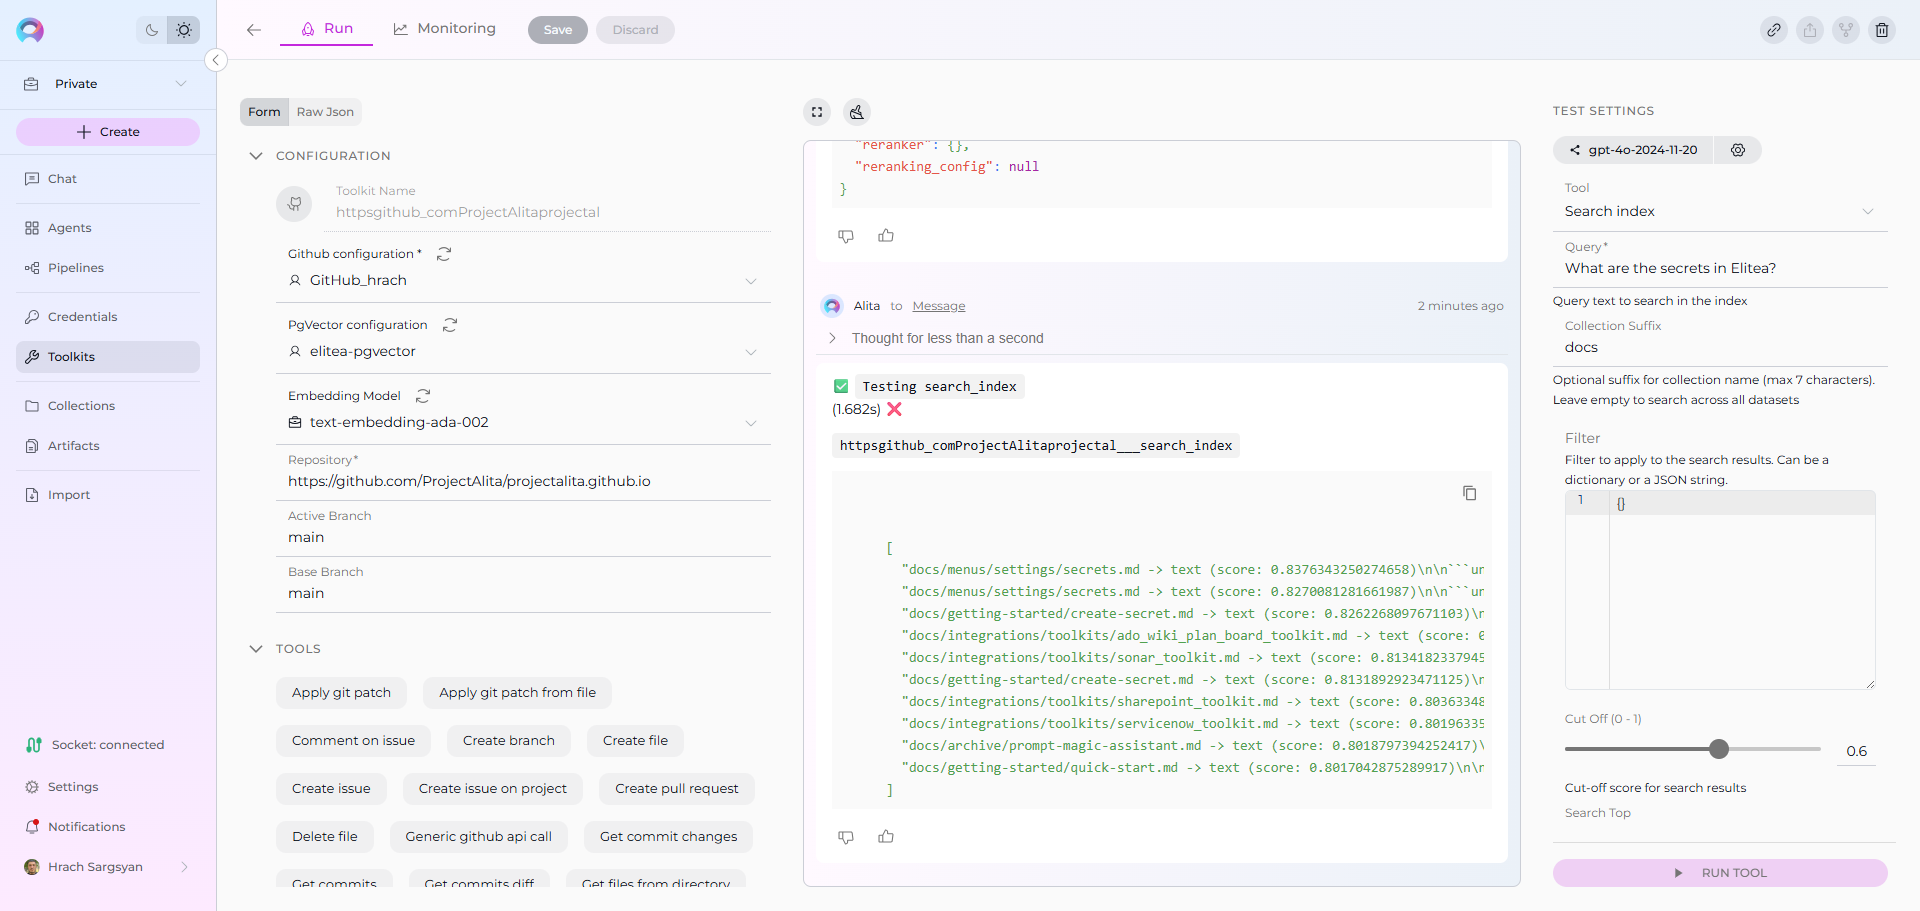 Run
Monitoring
Save
Discard
Private
Create
Chat
Agents
Pipelines
Credentials
Toolkits
Collections
Artifacts
Import
Socket: connected
Settings
Notifications
Hrach Sargsyan
Form
Raw Json
CONFIGURATION
Toolkit Name
httpsgithub_comProjectAlitaprojectal
Github configuration *
GitHub_hrach
PgVector configuration
elitea-pgvector
Embedding Model
text-embedding-ada-002
Repository*
https://github.com/ProjectAlita/projectalita.github.io
Active Branch
main
Base Branch
main
TOOLS
Apply git patch
Apply git patch from file
Comment on issue
Create branch
Create file
Create issue
Create issue on project
Create pull request
Delete file
Generic github api call
Get commit changes
Get commits
Get commits diff
Get files from directory
"reranker": {},
"reranking_config": null
}
Alita to Message
2 minutes ago
Thought for less than a second
Testing search_index
(1.682s)
httpsgithub_comProjectAlitaprojectal___search_index
[
"docs/menus/settings/secrets.md -> text (score: 0.8376343250274658)\n\n```un
"docs/menus/settings/secrets.md -> text (score: 0.8270081281661987)\n\n```un
"docs/getting-started/create-secret.md -> text (score: 0.8262268097671103)\n
"docs/integrations/toolkits/ado_wiki_plan_board_toolkit.md -> text (score: 0
"docs/integrations/toolkits/sonar_toolkit.md -> text (score: 0.8134182337945
"docs/getting-started/create-secret.md -> text (score: 0.8131892923471125)\n
"docs/integrations/toolkits/sharepoint_toolkit.md -> text (score: 0.80363348
"docs/integrations/toolkits/servicenow_toolkit.md -> text (score: 0.80196335
"docs/archive/prompt-magic-assistant.md -> text (score: 0.8018797394252417)\
"docs/getting-started/quick-start.md -> text (score: 0.8017042875289917)\n\n
]
TEST SETTINGS
gpt-4o-2024-11-20
Tool
Search index
Query*
What are the secrets in Elitea?
Query text to search in the index
Collection Suffix
docs
Optional suffix for collection name (max 7 characters).
Leave empty to search across all datasets
Filter
Filter to apply to the search results. Can be a
dictionary or a JSON string.
1 {}
Cut Off (0 - 1)
0.6
Cut-off score for search results
Search Top
RUN TOOL